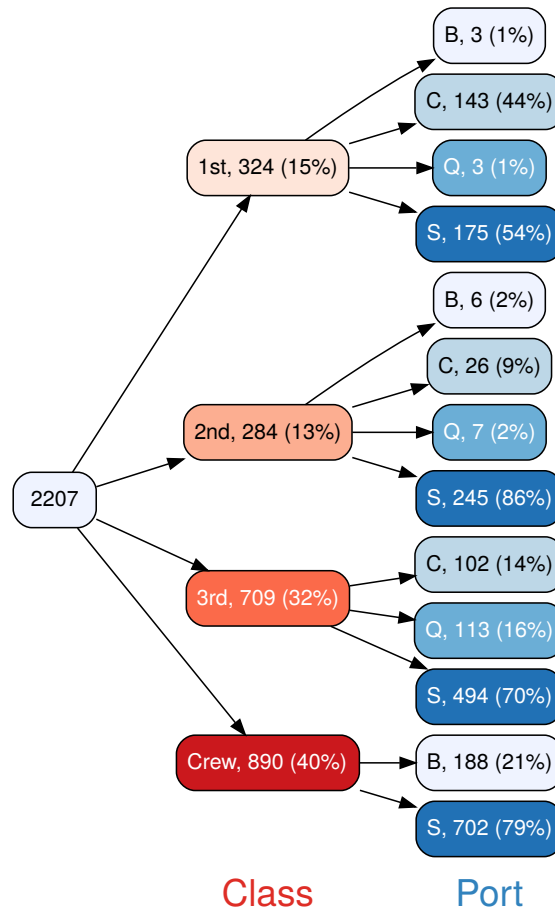 B, 3 (1%)
C, 143 (44%)
1st, 324 (15%)
Q, 3 (1%)
S, 175 (54%)
B, 6 (2%)
C, 26 (9%)
2nd, 284 (13%)
Q, 7 (2%)
S, 245 (86%)
2207
C, 102 (14%)
3rd, 709 (32%)
Q, 113 (16%)
S, 494 (70%)
Crew, 890 (40%)
B, 188 (21%)
S, 702 (79%)
Class
Port